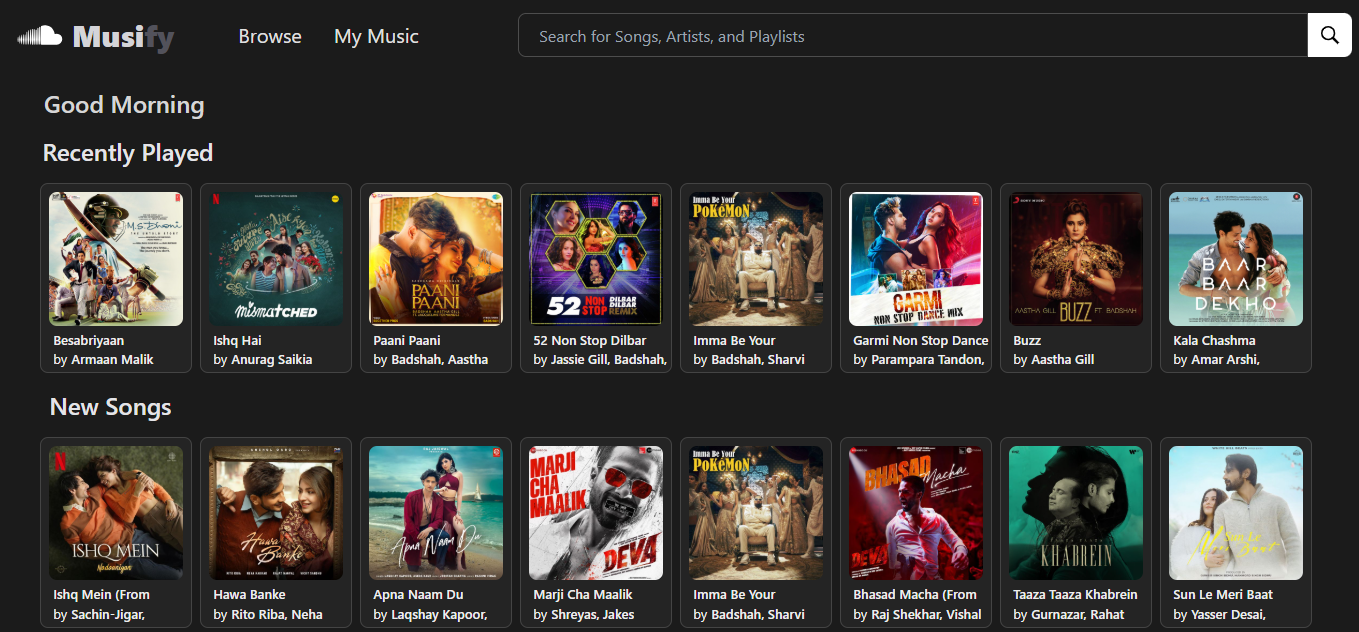 Musify
Browse
My Music
Search for Songs, Artists, and Playlists
Good Morning
Recently Played
M.S. Dhoni
THE UNTOLD STORY
mismatched
PAANI
PAANI
52 NON STOP DILBAR DILBAR REMIX
Imma Be Your
POKéMON
GARMI
NON STOP DANCE MIX
AASTHA GILL BUZZ FT BADSHAH
BAAR
BAAR
DEKHO
Besabriyaan
by Armaan Malik
Ishq Hai
by Anurag Saikia
Paani Paani
by Badshah, Aastha
52 Non Stop Dilbar
by Jassie Gill, Badshah,
Imma Be Your
by Badshah, Sharvi
Garmi Non Stop Dance
by Parampara Tandon,
Buzz
by Aastha Gill
Kala Chashma
by Amar Arshi,
New Songs
N
ISHQ MEIN
Nadaaniyan
Hawa
Banke
Apna Naam Du
MARJI
CHA
MAALIK
DEVA
Imma Be Your
POKéMON
BHASAD
Macha
DEVA
KHABREIN
Sun Le
Meri Baat
Ishq Mein (From
by Sachin-Jigar,
Hawa Banke
by Rito Riba, Neha
Apna Naam Du
by Laqshay Kapoor,
Marji Cha Maalik
by Shreyas, Jakes
Imma Be Your
by Badshah, Sharvi
Bhasad Macha (From
by Raj Shekhar, Vishal
Taaza Taaza Khabrein
by Gurnazar, Rahat
Sun Le Meri Baat
by Yasser Desai,